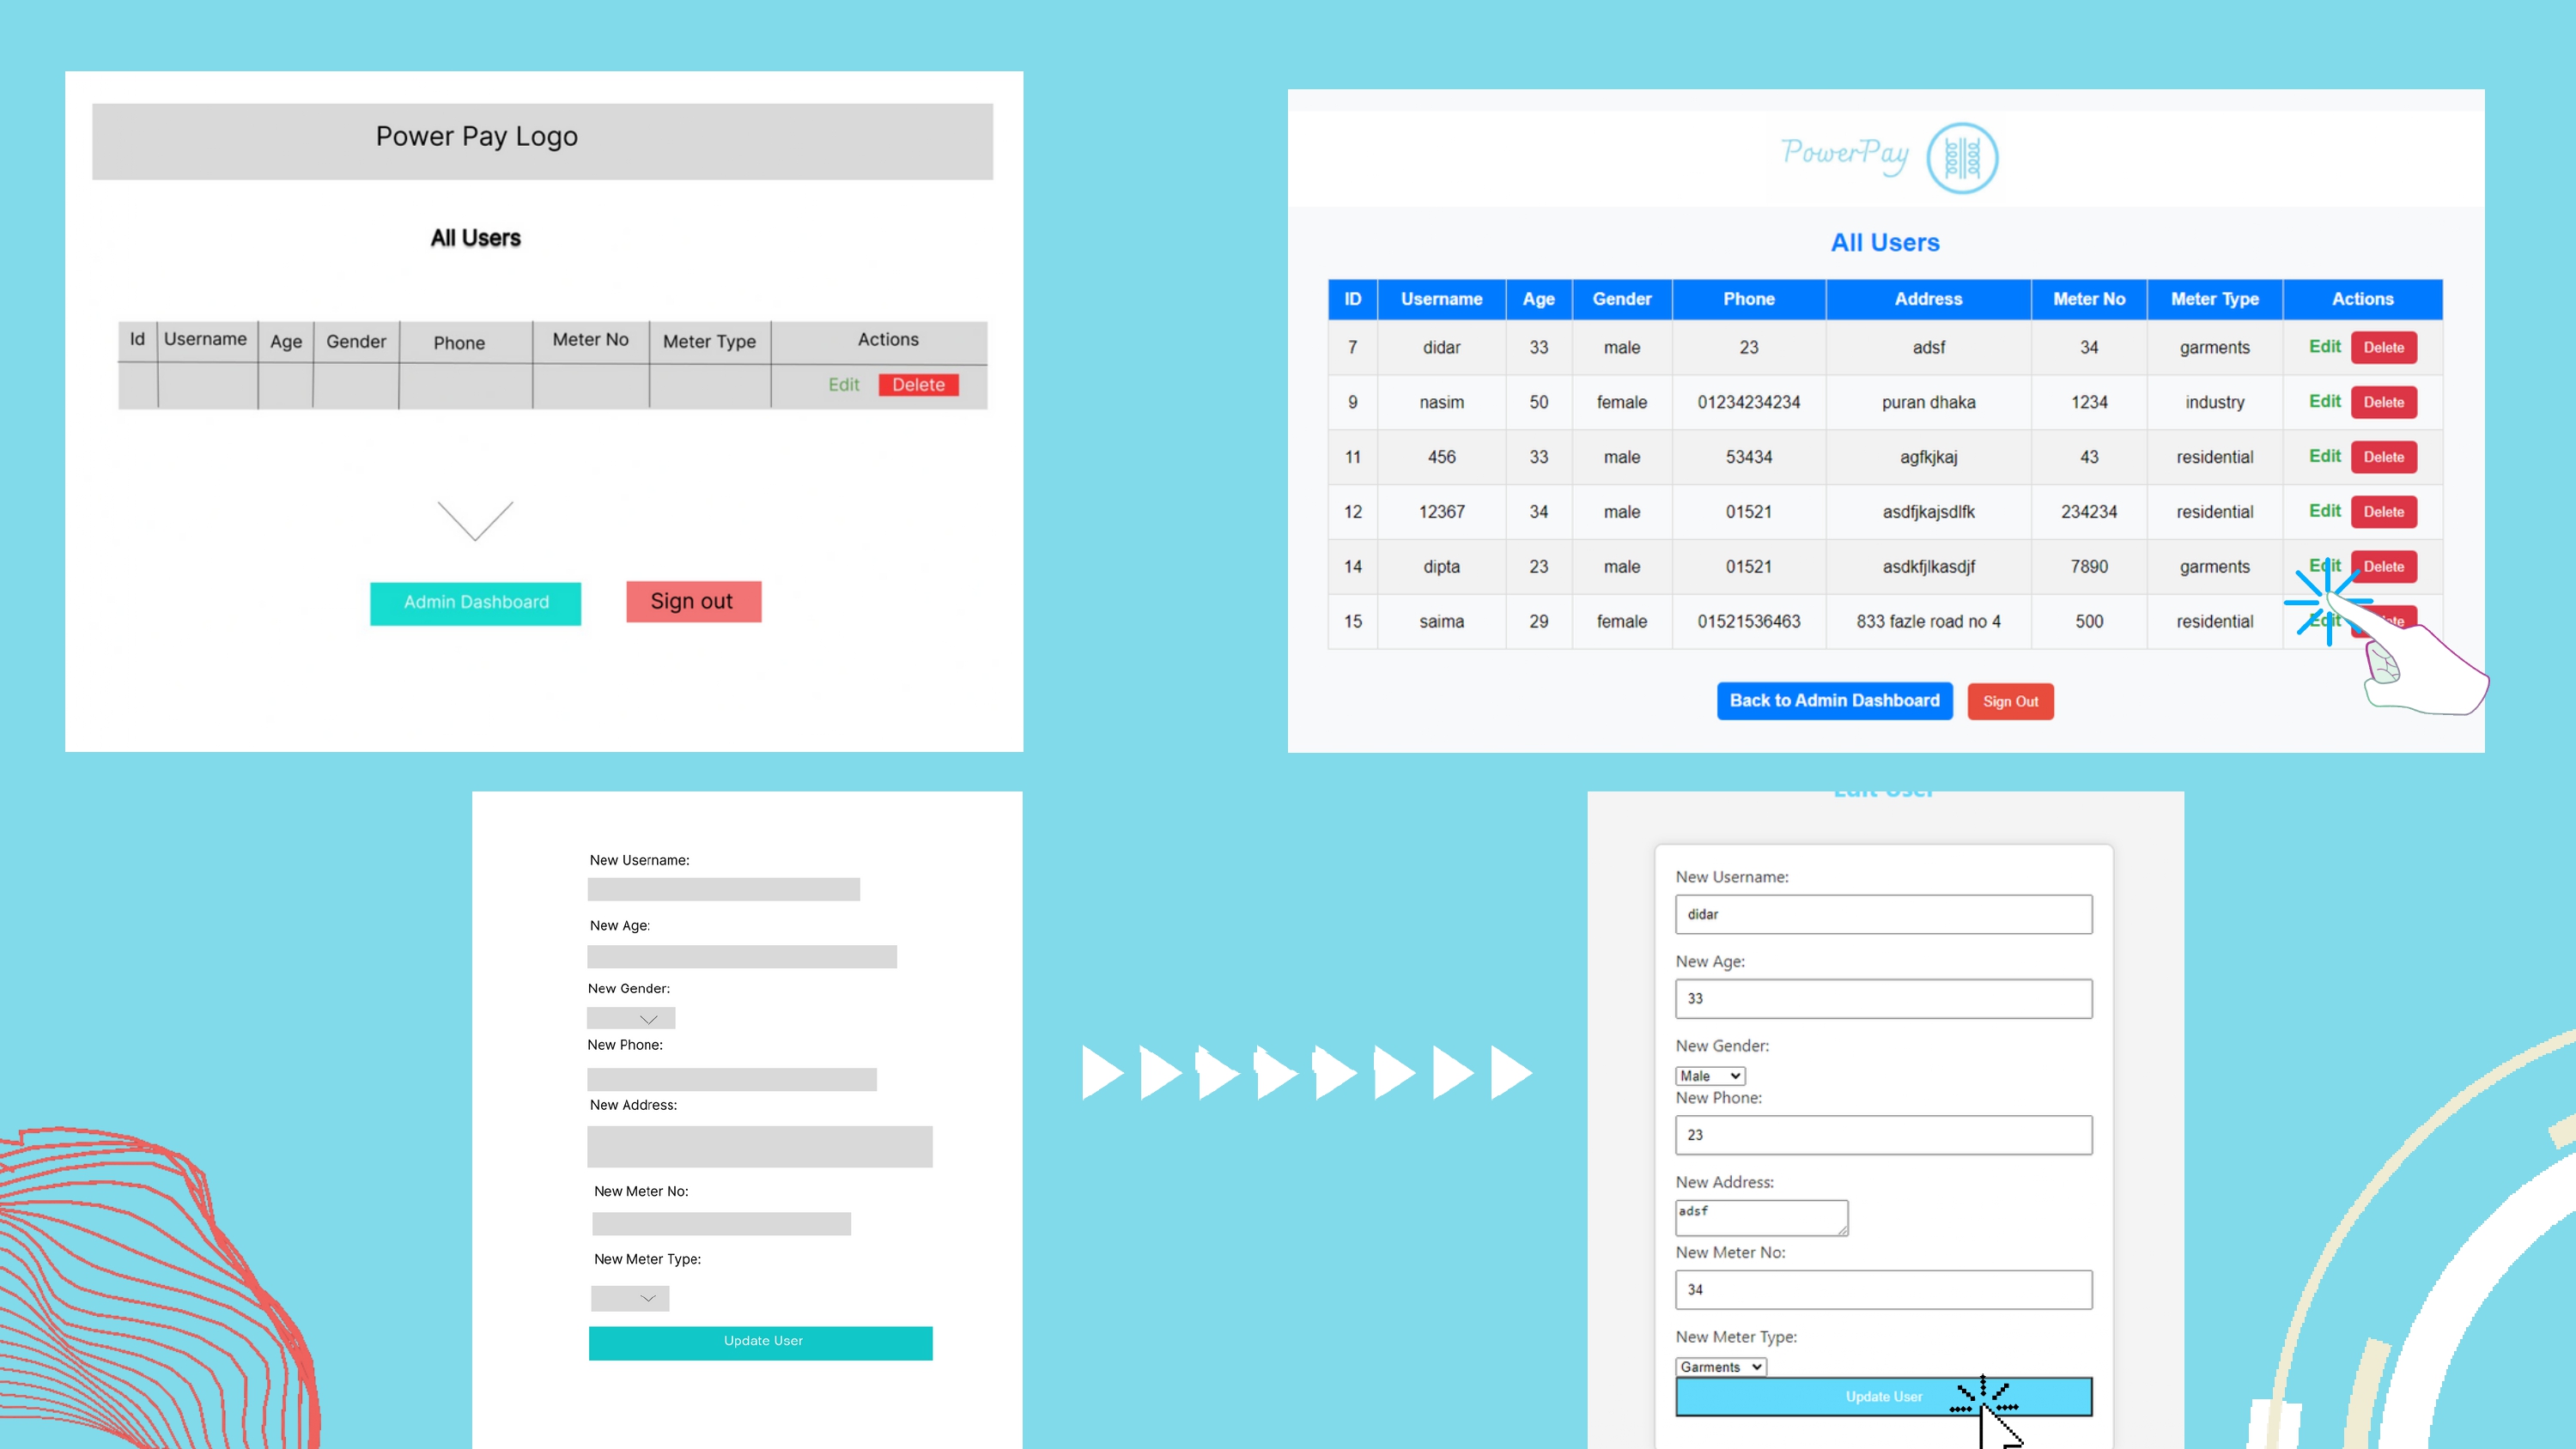 Power Pay Logo
All Users
Id Username Age Gender Phone Meter No Meter Type Actions
Edit Delete
Admin Dashboard Sign out
PowerPay
All Users
ID Username Age Gender Phone Address Meter No Meter Type Actions
7 didar 33 male 23 adsf 34 garments Edit Delete
9 nasim 50 female 01234234234 puran dhaka 1234 industry Edit Delete
11 456 33 male 53434 agfkjkaj 43 residential Edit Delete
12 12367 34 male 01521 asdfjkajsdlfk 234234 residential Edit Delete
14 dipta 23 male 01521 asdkfjlkasdjf 7890 garments Edit Delete
15 saima 29 female 01521536463 833 fazle road no 4 500 residential Edit
Back to Admin Dashboard Sign Out
New Username:
New Age:
New Gender:
New Phone:
New Address:
New Meter No:
New Meter Type:
Update User
Edit User
New Username:
didar
New Age:
33
New Gender:
Male
New Phone:
23
New Address:
adsf
New Meter No:
34
New Meter Type:
Garments
Update User